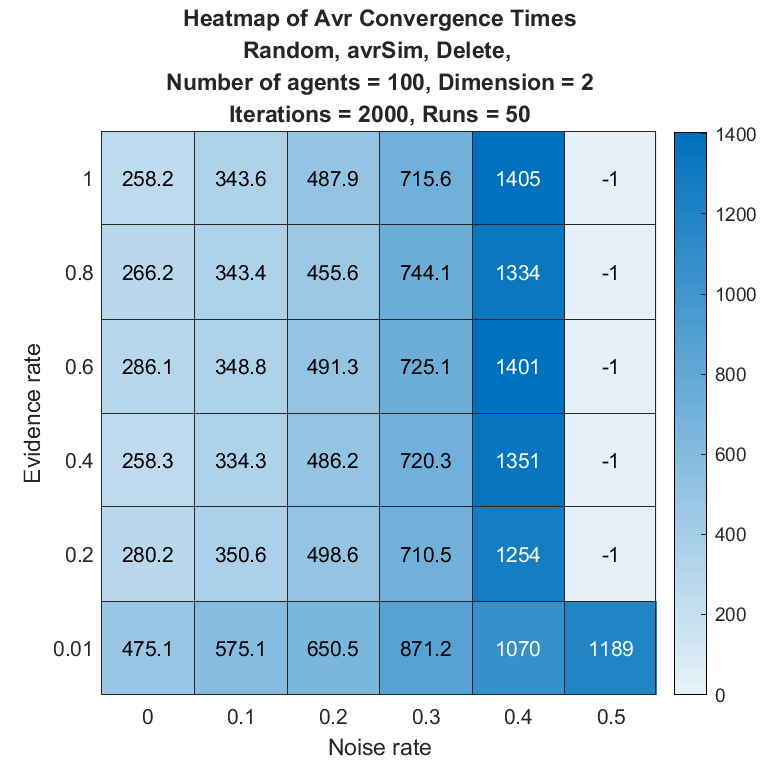 Heatmap of Avr Convergence Times
Random, avrSim, Delete,
Number of agents = 100, Dimension = 2
Iterations = 2000, Runs = 50
1 258.2 343.6 487.9 715.6 1405 -1
0.8 266.2 343.4 455.6 744.1 1334 -1
0.6 286.1 348.8 491.3 725.1 1401 -1
0.4 258.3 334.3 486.2 720.3 1351 -1
0.2 280.2 350.6 498.6 710.5 1254 -1
0.01 475.1 575.1 650.5 871.2 1070 1189
0 0.1 0.2 0.3 0.4 0.5
Noise rate
Evidence rate
1400
1200
1000
800
600
400
200
0